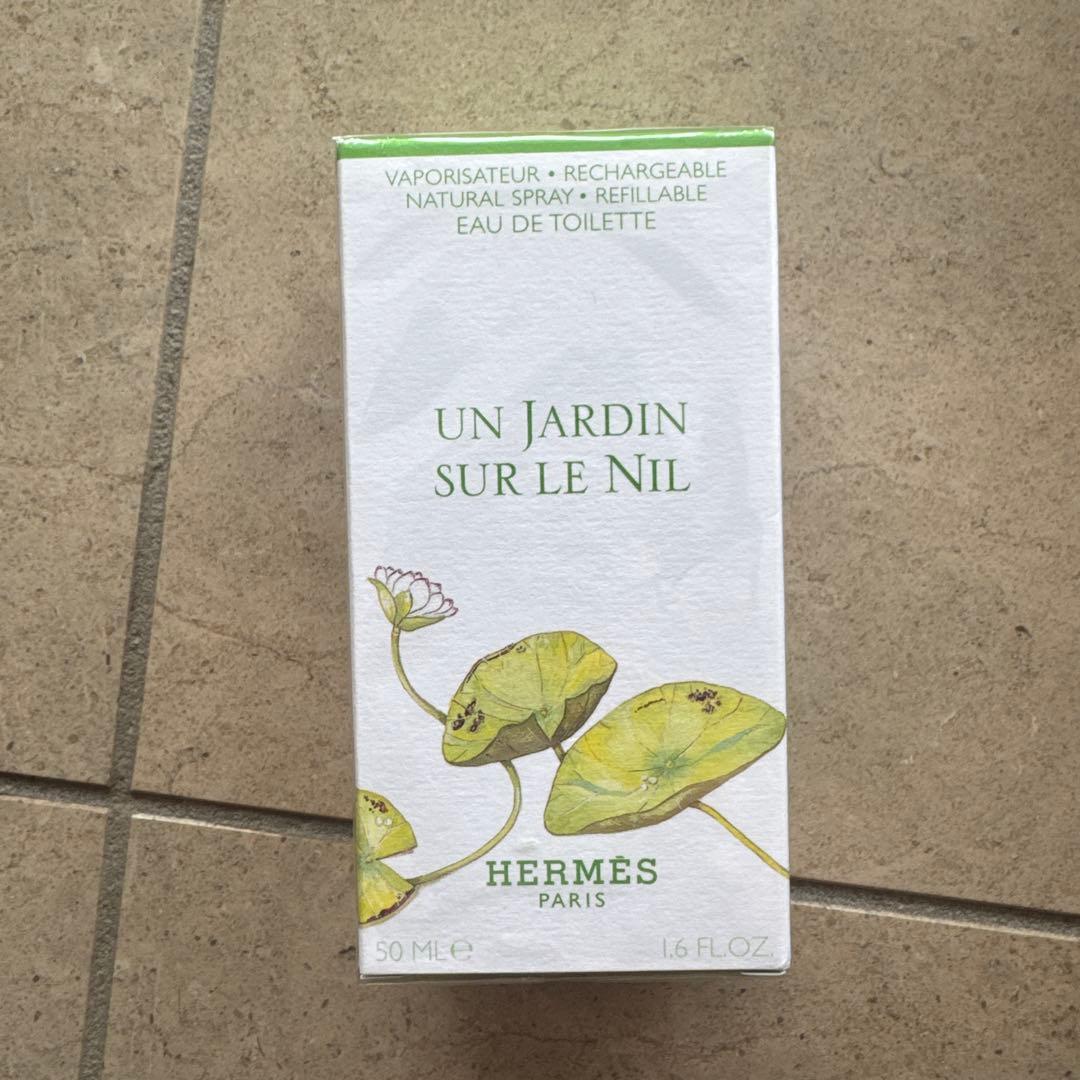 VAPORISATEUR • RECHARGEABLE
NATURAL SPRAY • REFILLABLE
EAU DE TOILETTE
UN JARDIN
SUR LE NIL
HERMÈS
PARIS
50 ML ℮ 1.6 FL.OZ.